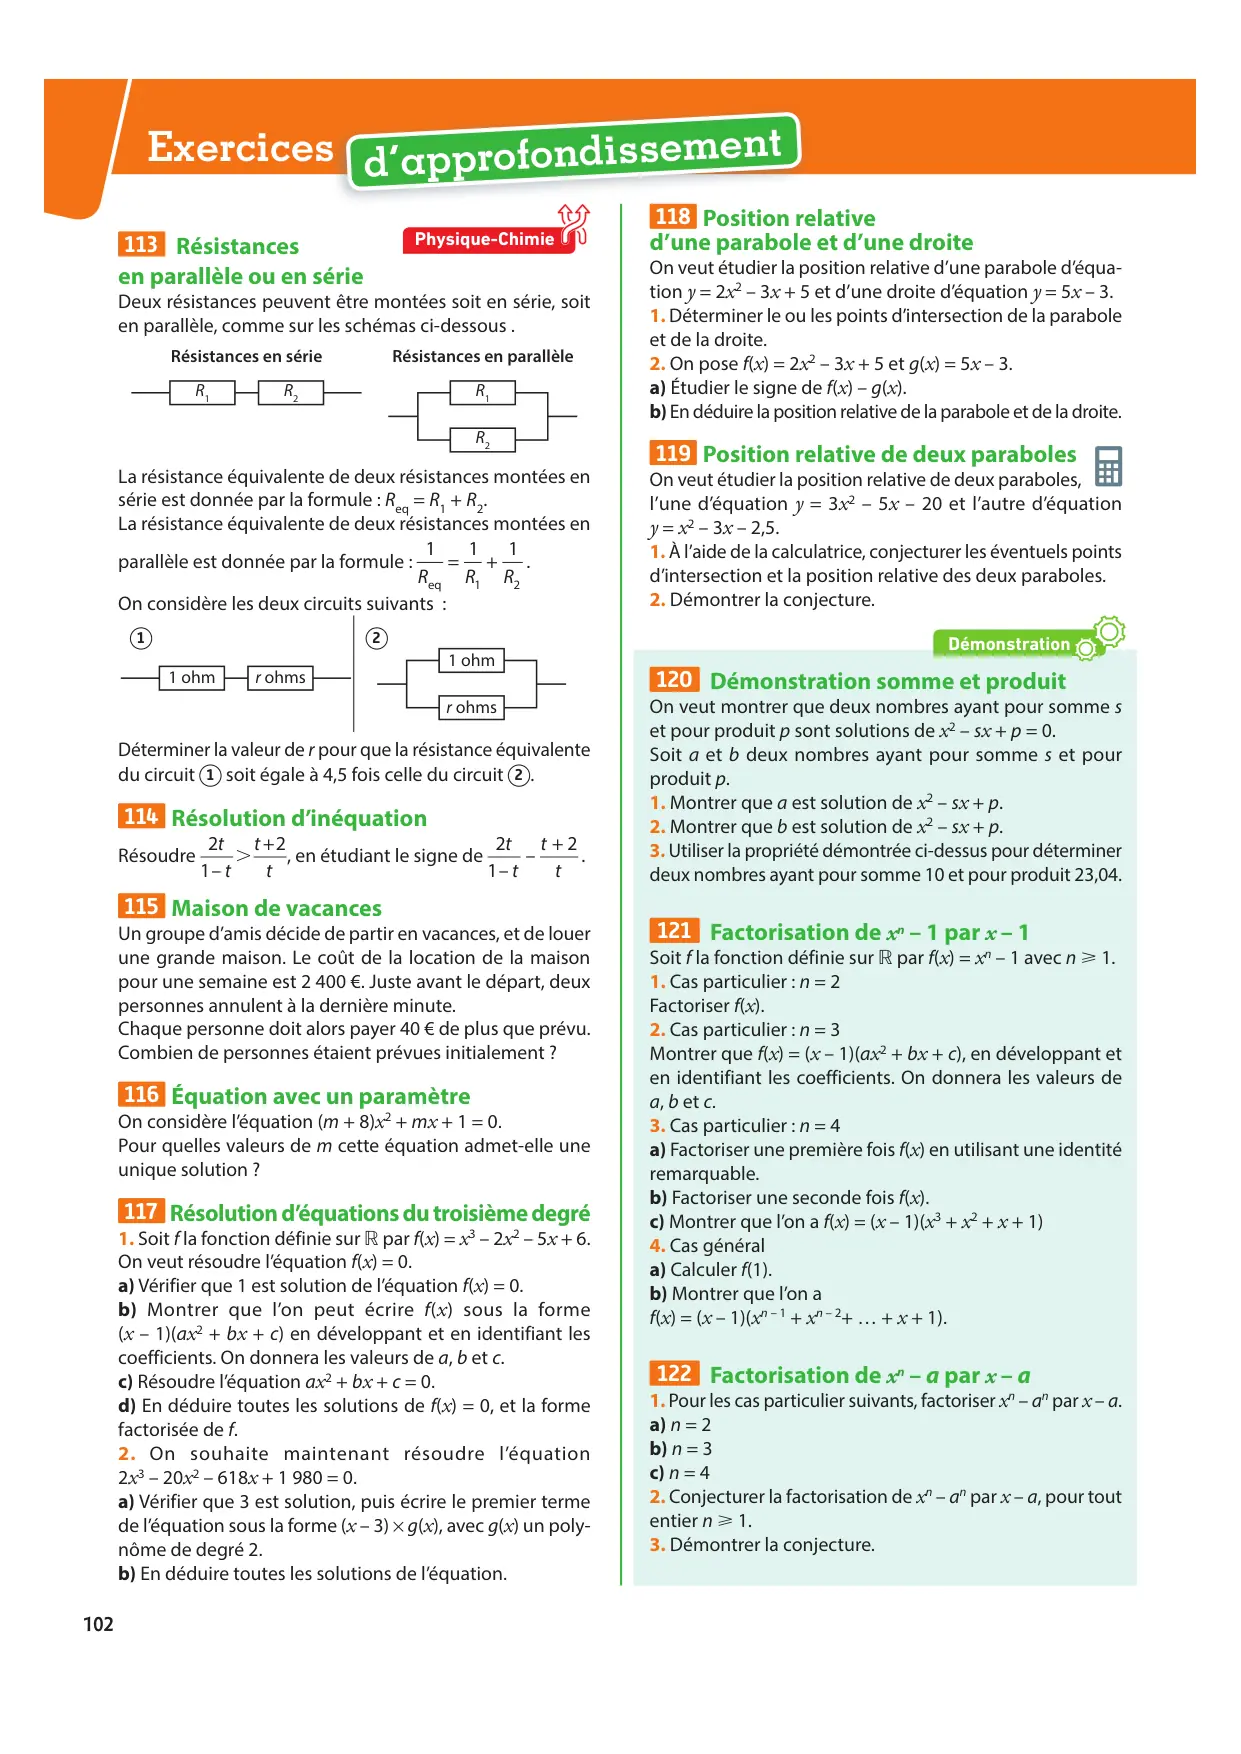 Exercices d'approfondissement
Physique-Chimie
113 Résistances
en parallèle ou en série
Deux résistances peuvent être montées soit en série, soit
en parallèle, comme sur les schémas ci-dessous .
Résistances en série Résistances en parallèle
R1 R2 R1
R2
La résistance équivalente de deux résistances montées en
série est donnée par la formule : Req = R1 + R2.
La résistance équivalente de deux résistances montées en
parallèle est donnée par la formule : 1/Req = 1/R1 + 1/R2 .
On considère les deux circuits suivants :
① ②
1 ohm r ohms 1 ohm
r ohms
Déterminer la valeur de r pour que la résistance équivalente
du circuit ① soit égale à 4,5 fois celle du circuit ②.
114 Résolution d'inéquation
Résoudre 2t/(1 – t) > (t + 2)/t, en étudiant le signe de 2t/(1 – t) – (t + 2)/t .
115 Maison de vacances
Un groupe d'amis décide de partir en vacances, et de louer
une grande maison. Le coût de la location de la maison
pour une semaine est 2 400 €. Juste avant le départ, deux
personnes annulent à la dernière minute.
Chaque personne doit alors payer 40 € de plus que prévu.
Combien de personnes étaient prévues initialement ?
116 Équation avec un paramètre
On considère l'équation (m + 8)x² + mx + 1 = 0.
Pour quelles valeurs de m cette équation admet-elle une
unique solution ?
117 Résolution d'équations du troisième degré
1. Soit f la fonction définie sur ℝ par f(x) = x³ – 2x² – 5x + 6.
On veut résoudre l'équation f(x) = 0.
a) Vérifier que 1 est solution de l'équation f(x) = 0.
b) Montrer que l'on peut écrire f(x) sous la forme
(x – 1)(ax² + bx + c) en développant et en identifiant les
coefficients. On donnera les valeurs de a, b et c.
c) Résoudre l'équation ax² + bx + c = 0.
d) En déduire toutes les solutions de f(x) = 0, et la forme
factorisée de f.
2. On souhaite maintenant résoudre l'équation
2x³ – 20x² – 618x + 1 980 = 0.
a) Vérifier que 3 est solution, puis écrire le premier terme
de l'équation sous la forme (x – 3) × g(x), avec g(x) un poly-
nôme de degré 2.
b) En déduire toutes les solutions de l'équation.
118 Position relative
d'une parabole et d'une droite
On veut étudier la position relative d'une parabole d'équa-
tion y = 2x² – 3x + 5 et d'une droite d'équation y = 5x – 3.
1. Déterminer le ou les points d'intersection de la parabole
et de la droite.
2. On pose f(x) = 2x² – 3x + 5 et g(x) = 5x – 3.
a) Étudier le signe de f(x) – g(x).
b) En déduire la position relative de la parabole et de la droite.
119 Position relative de deux paraboles
On veut étudier la position relative de deux paraboles,
l'une d'équation y = 3x² – 5x – 20 et l'autre d'équation
y = x² – 3x – 2,5.
1. À l'aide de la calculatrice, conjecturer les éventuels points
d'intersection et la position relative des deux paraboles.
2. Démontrer la conjecture.
Démonstration
120 Démonstration somme et produit
On veut montrer que deux nombres ayant pour somme s
et pour produit p sont solutions de x² – sx + p = 0.
Soit a et b deux nombres ayant pour somme s et pour
produit p.
1. Montrer que a est solution de x² – sx + p.
2. Montrer que b est solution de x² – sx + p.
3. Utiliser la propriété démontrée ci-dessus pour déterminer
deux nombres ayant pour somme 10 et pour produit 23,04.
121 Factorisation de xⁿ – 1 par x – 1
Soit f la fonction définie sur ℝ par f(x) = xⁿ – 1 avec n ⩾ 1.
1. Cas particulier : n = 2
Factoriser f(x).
2. Cas particulier : n = 3
Montrer que f(x) = (x – 1)(ax² + bx + c), en développant et
en identifiant les coefficients. On donnera les valeurs de
a, b et c.
3. Cas particulier : n = 4
a) Factoriser une première fois f(x) en utilisant une identité
remarquable.
b) Factoriser une seconde fois f(x).
c) Montrer que l'on a f(x) = (x – 1)(x³ + x² + x + 1)
4. Cas général
a) Calculer f(1).
b) Montrer que l'on a
f(x) = (x – 1)(xⁿ⁻¹ + xⁿ⁻² + … + x + 1).
122 Factorisation de xⁿ – a par x – a
1. Pour les cas particulier suivants, factoriser xⁿ – aⁿ par x – a.
a) n = 2
b) n = 3
c) n = 4
2. Conjecturer la factorisation de xⁿ – aⁿ par x – a, pour tout
entier n ⩾ 1.
3. Démontrer la conjecture.
102